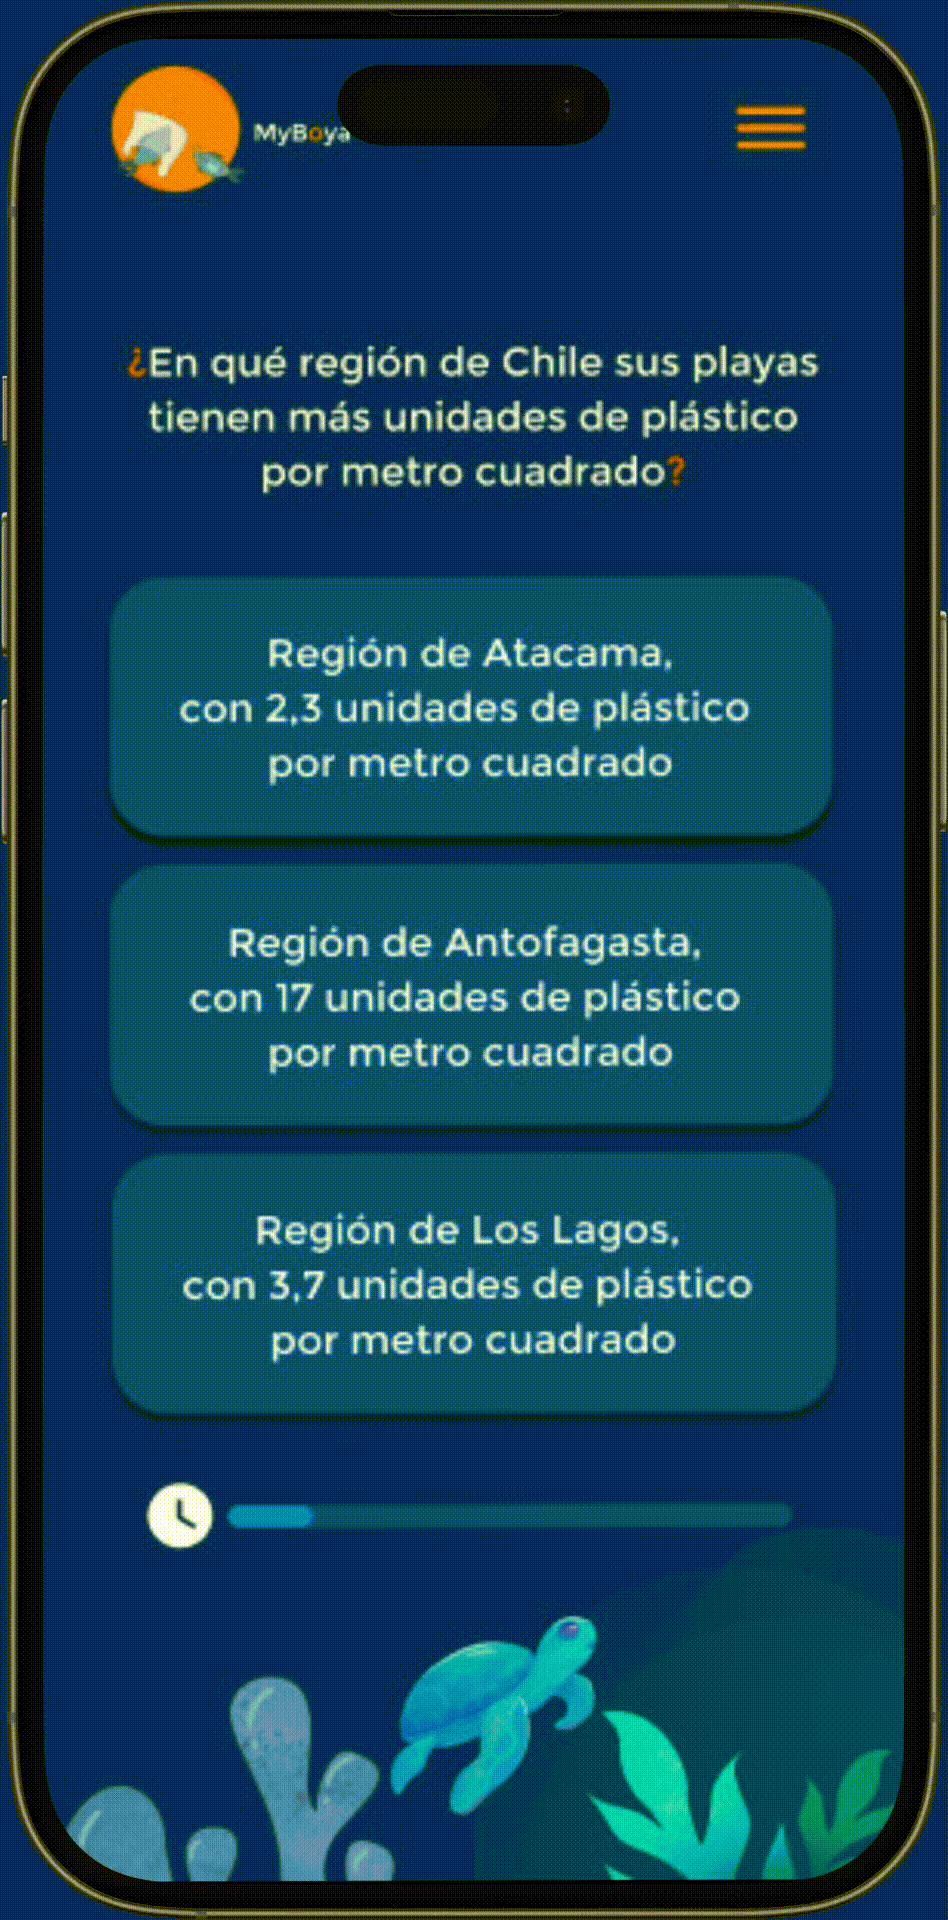 MyBoya
¿En qué región de Chile sus playas
tienen más unidades de plástico
por metro cuadrado?
Región de Atacama,
con 2,3 unidades de plástico
por metro cuadrado
Región de Antofagasta,
con 17 unidades de plástico
por metro cuadrado
Región de Los Lagos,
con 3,7 unidades de plástico
por metro cuadrado